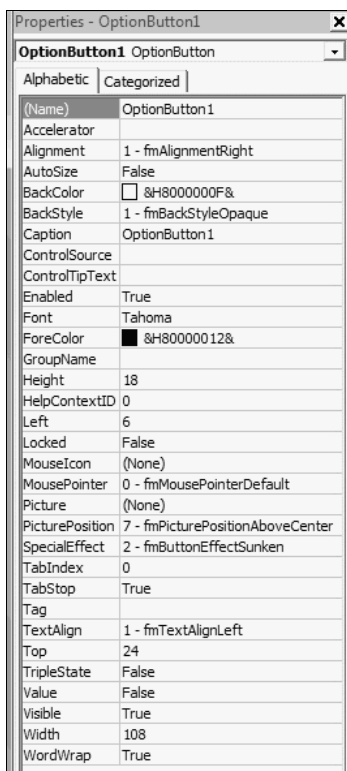 Properties - OptionButton1
OptionButton1 OptionButton
Alphabetic Categorized
(Name) OptionButton1
Accelerator
Alignment 1 - fmAlignmentRight
AutoSize False
BackColor &H8000000F&
BackStyle 1 - fmBackStyleOpaque
Caption OptionButton1
ControlSource
ControlTipText
Enabled True
Font Tahoma
ForeColor &H80000012&
GroupName
Height 18
HelpContextID 0
Left 6
Locked False
MouseIcon (None)
MousePointer 0 - fmMousePointerDefault
Picture (None)
PicturePosition 7 - fmPicturePositionAboveCenter
SpecialEffect 2 - fmButtonEffectSunken
TabIndex 0
TabStop True
Tag
TextAlign 1 - fmTextAlignLeft
Top 24
TripleState False
Value False
Visible True
Width 108
WordWrap True